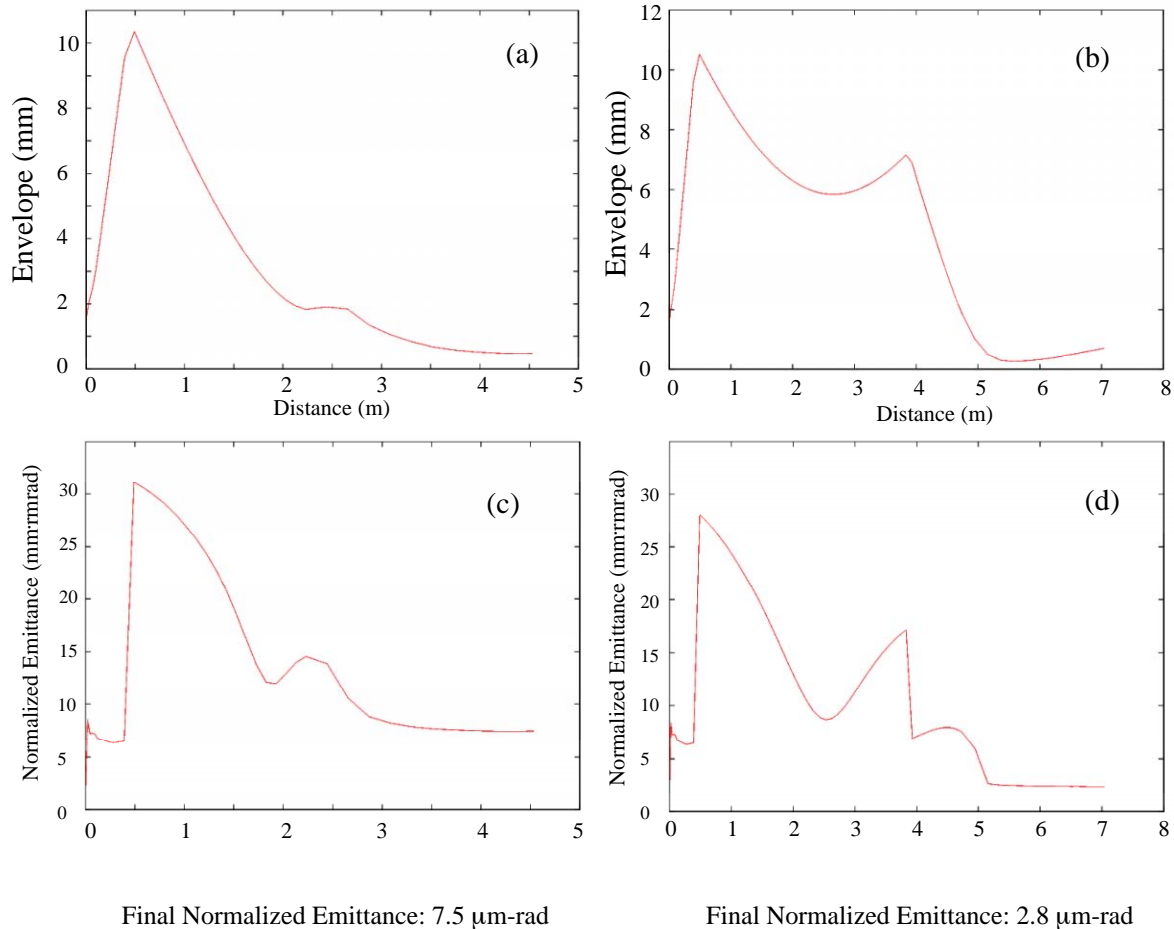 (a)
Envelope (mm)
10
8
6
4
2
0
0 1 2 3 4 5
Distance (m)
(b)
Envelope (mm)
12
10
8
6
4
2
0
0 1 2 3 4 5 6 7 8
Distance (m)
(c)
Normalized Emittance (mm·rmrad)
30
25
20
15
10
5
0
0 1 2 3 4 5
(d)
Normalized Emittance (mm·rmrad)
30
25
20
15
10
5
0
0 1 2 3 4 5 6 7 8
Final Normalized Emittance: 7.5 μm-rad
Final Normalized Emittance: 2.8 μm-rad